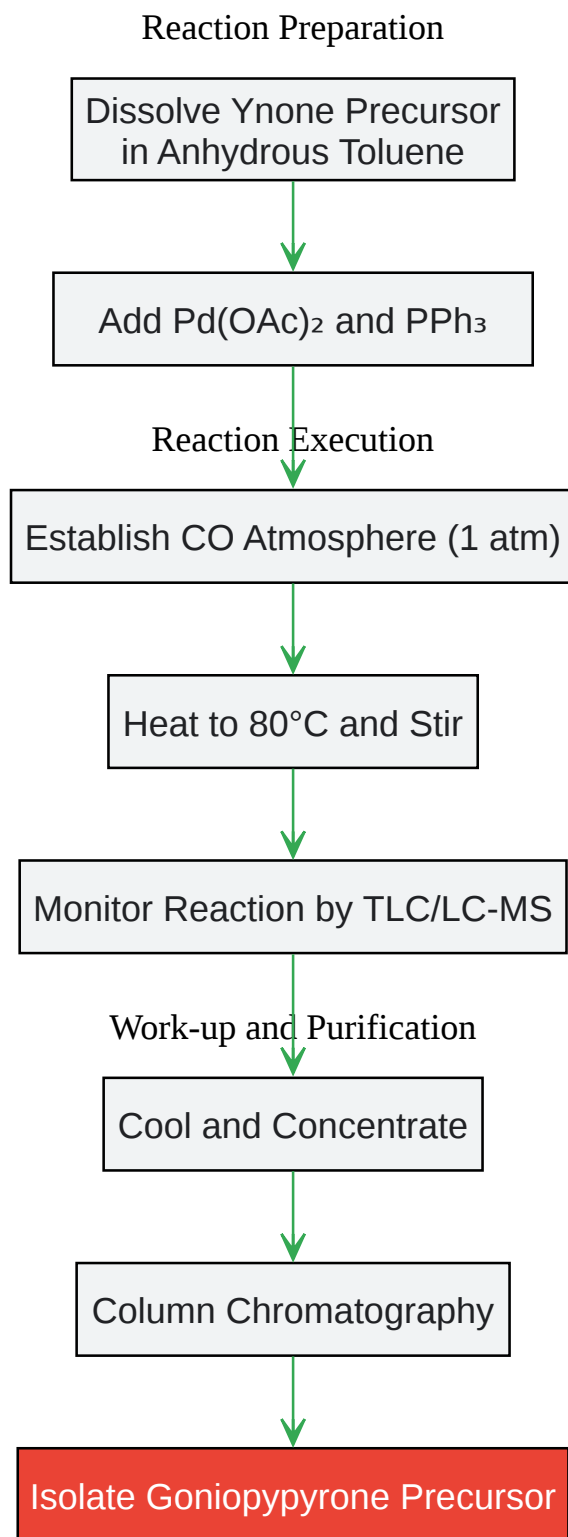 Reaction Preparation
Dissolve Ynone Precursor
in Anhydrous Toluene
Add Pd(OAc)₂ and PPh₃
Reaction Execution
Establish CO Atmosphere (1 atm)
Heat to 80°C and Stir
Monitor Reaction by TLC/LC-MS
Work-up and Purification
Cool and Concentrate
Column Chromatography
Isolate Goniopypyrone Precursor